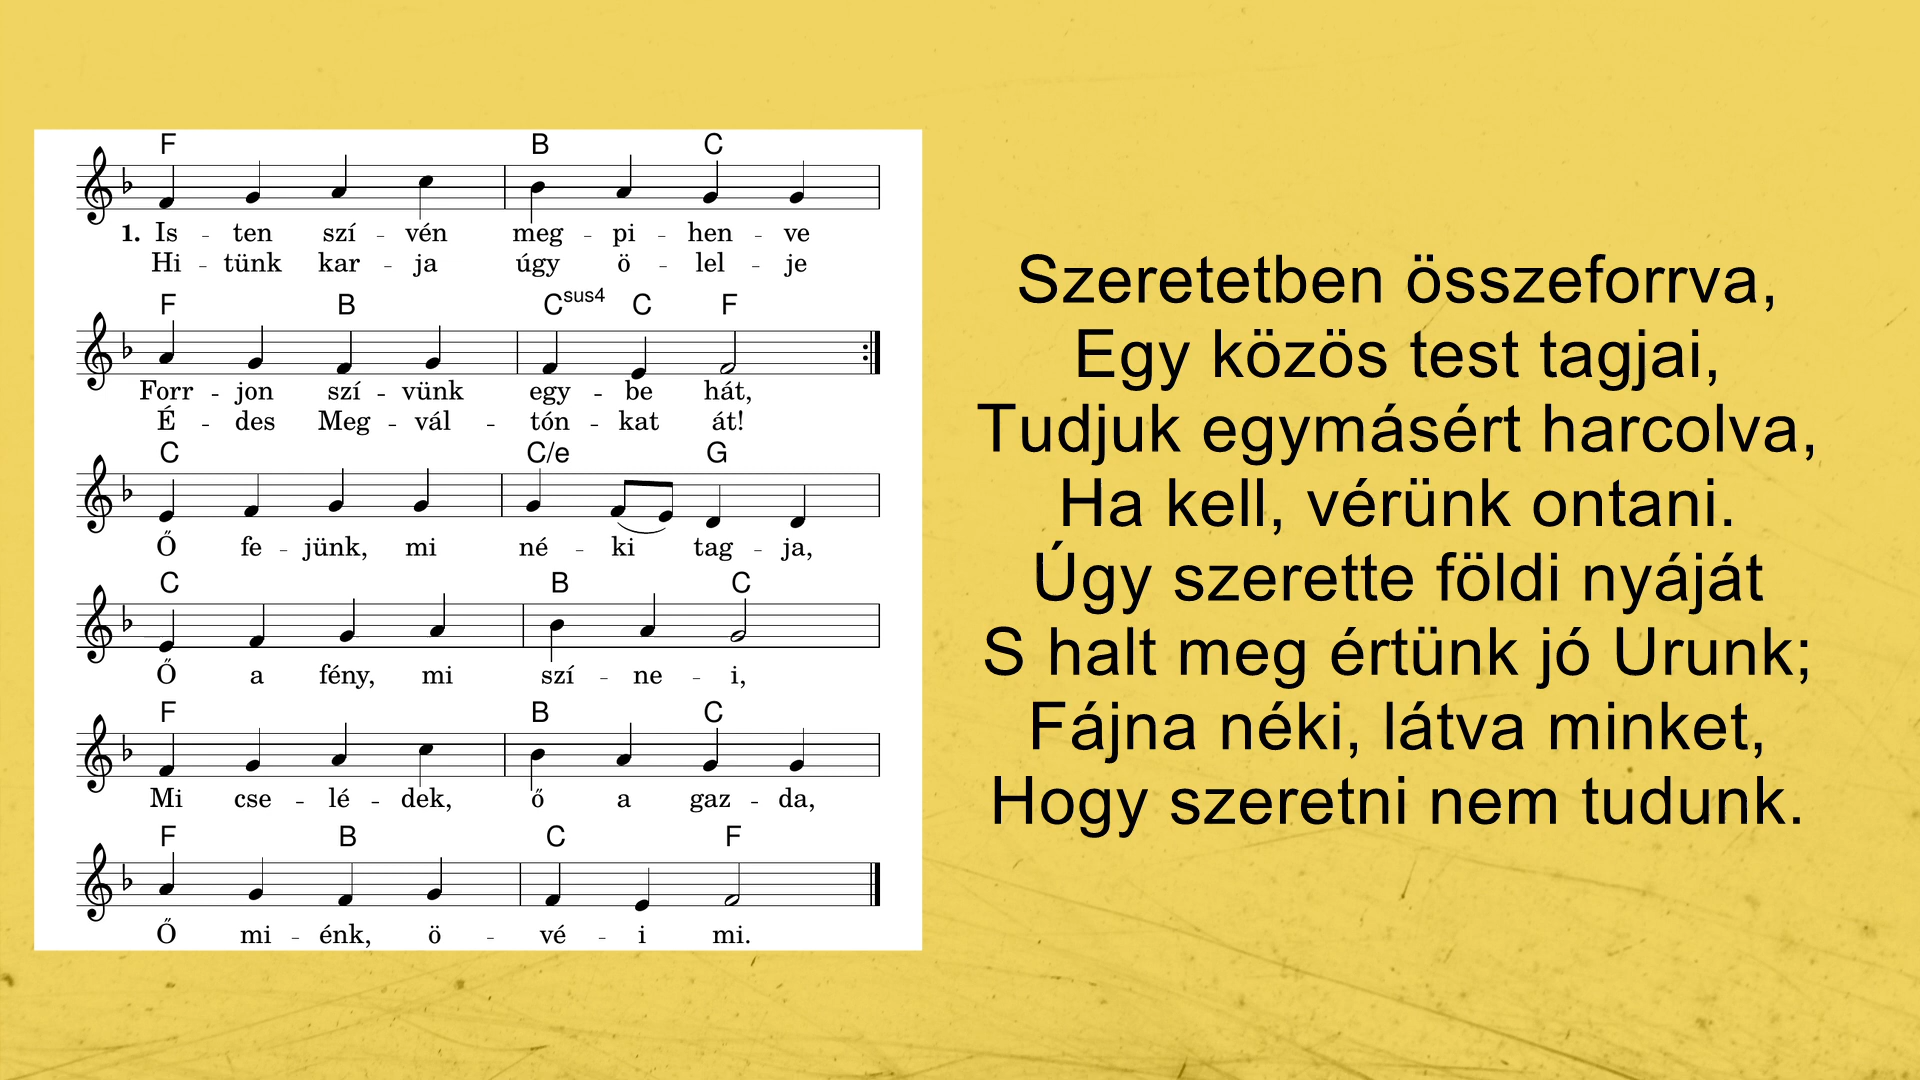 F B C
1. Is - ten szí - vén meg - pi - hen - ve
Hi - tünk kar - ja úgy ö - lel - je
F B Csus4 C F
Forr - jon szí - vünk egy - be hát,
É - des Meg - vál - tón - kat át!
C C/e G
Ő fe - jünk, mi né - ki tag - ja,
C B C
Ő a fény, mi szí - ne - i,
F B C
Mi cse - lé - dek, ő a gaz - da,
F B C F
Ő mi - énk, ö - vé - i mi.
Szeretetben összeforrva,
Egy közös test tagjai,
Tudjuk egymásért harcolva,
Ha kell, vérünk ontani.
Úgy szerette földi nyáját
S halt meg értünk jó Urunk;
Fájna néki, látva minket,
Hogy szeretni nem tudunk.